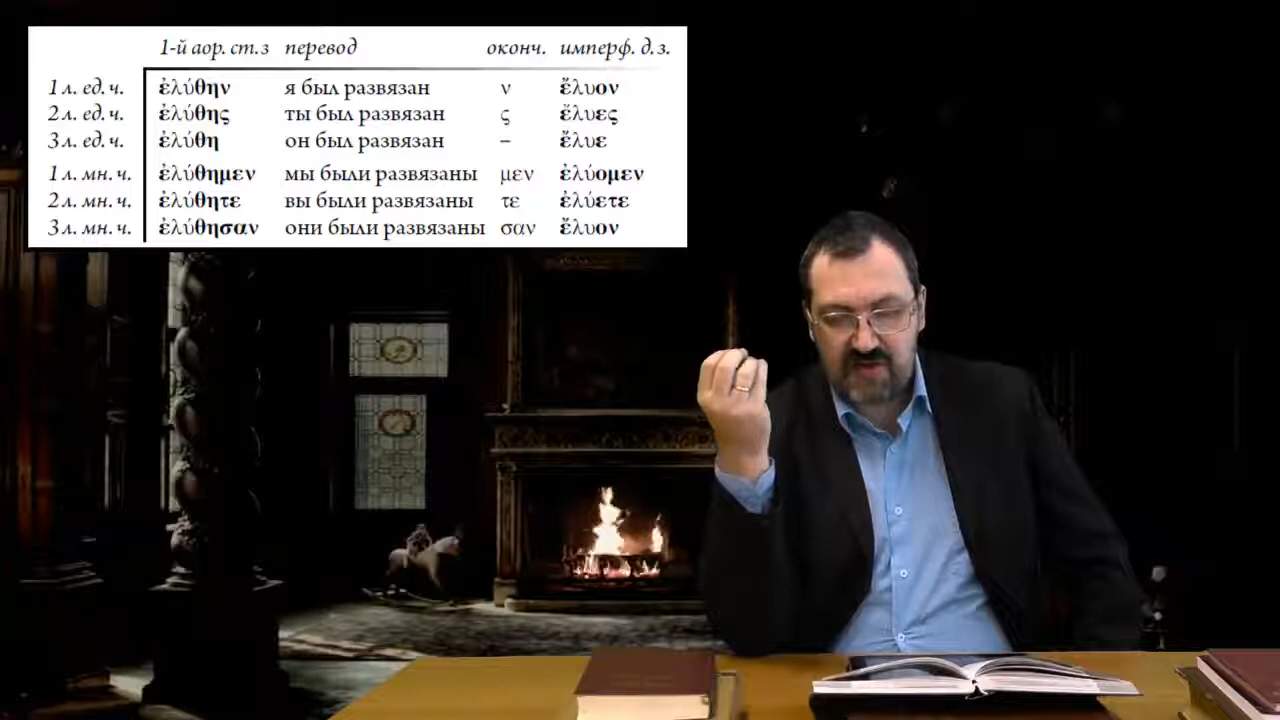 1-й аор. ст. з перевод оконч. имперф. д. з.
1 л. ед. ч. ἐλύθην я был развязан ν ἔλυον
2 л. ед. ч. ἐλύθης ты был развязан ς ἔλυες
3 л. ед. ч. ἐλύθη он был развязан – ἔλυε
1 л. мн. ч. ἐλύθημεν мы были развязаны μεν ἐλύομεν
2 л. мн. ч. ἐλύθητε вы были развязаны τε ἐλύετε
3 л. мн. ч. ἐλύθησαν они были развязаны σαν ἔλυον